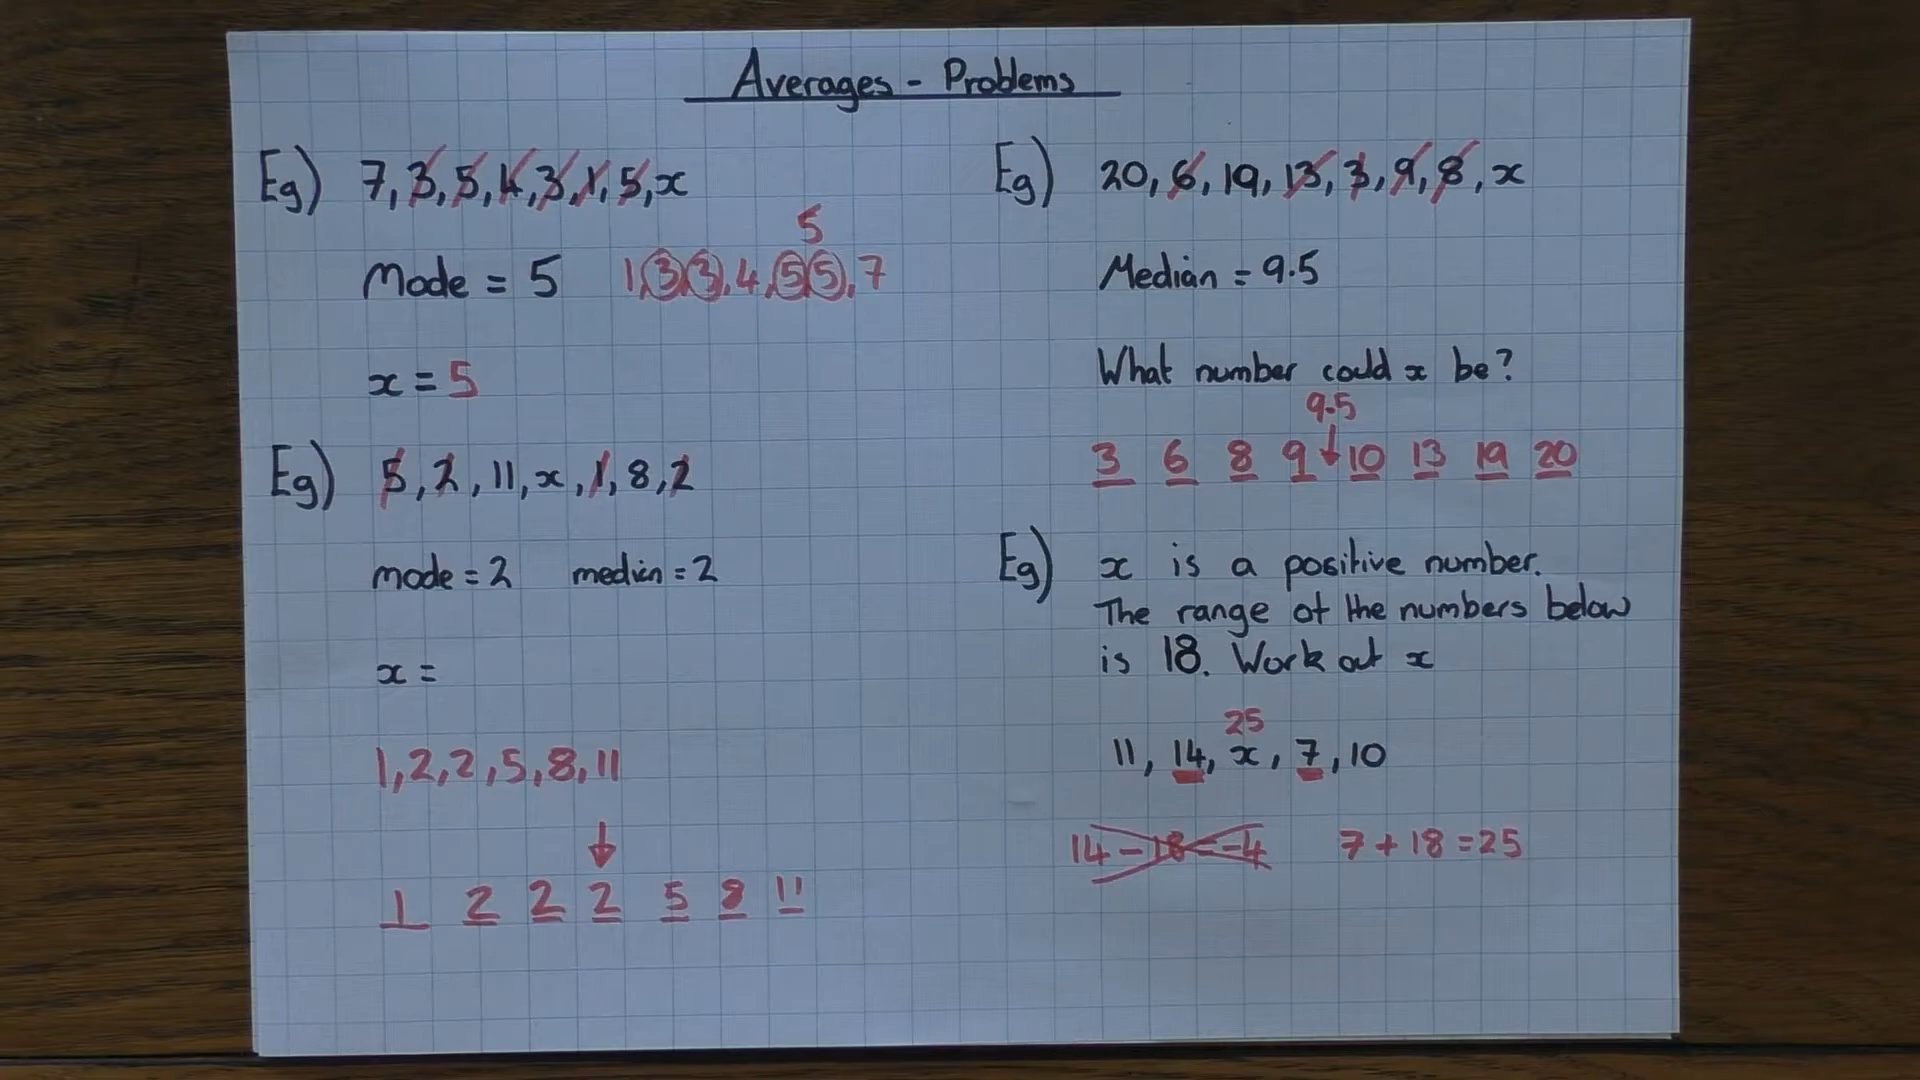 Averages - Problems
Eg) 7, 3, 5, 4, 3, 1, 5, x
5
Mode = 5 1, 3, 3, 4, 5, 5, 7
x = 5
Eg) 5, 2, 11, x, 1, 8, 2
mode = 2 median = 2
x =
1, 2, 2, 5, 8, 11
↓
1 2 2 2 5 8 11
Eg) 20, 6, 19, 13, 3, 9, 8, x
Median = 9.5
What number could x be?
9.5
3 6 8 9 ↓ 10 13 19 20
Eg) x is a positive number.
The range of the numbers below
is 18. Work out x
25
11, 14, x, 7, 10
14 - 18 = -4 7 + 18 = 25